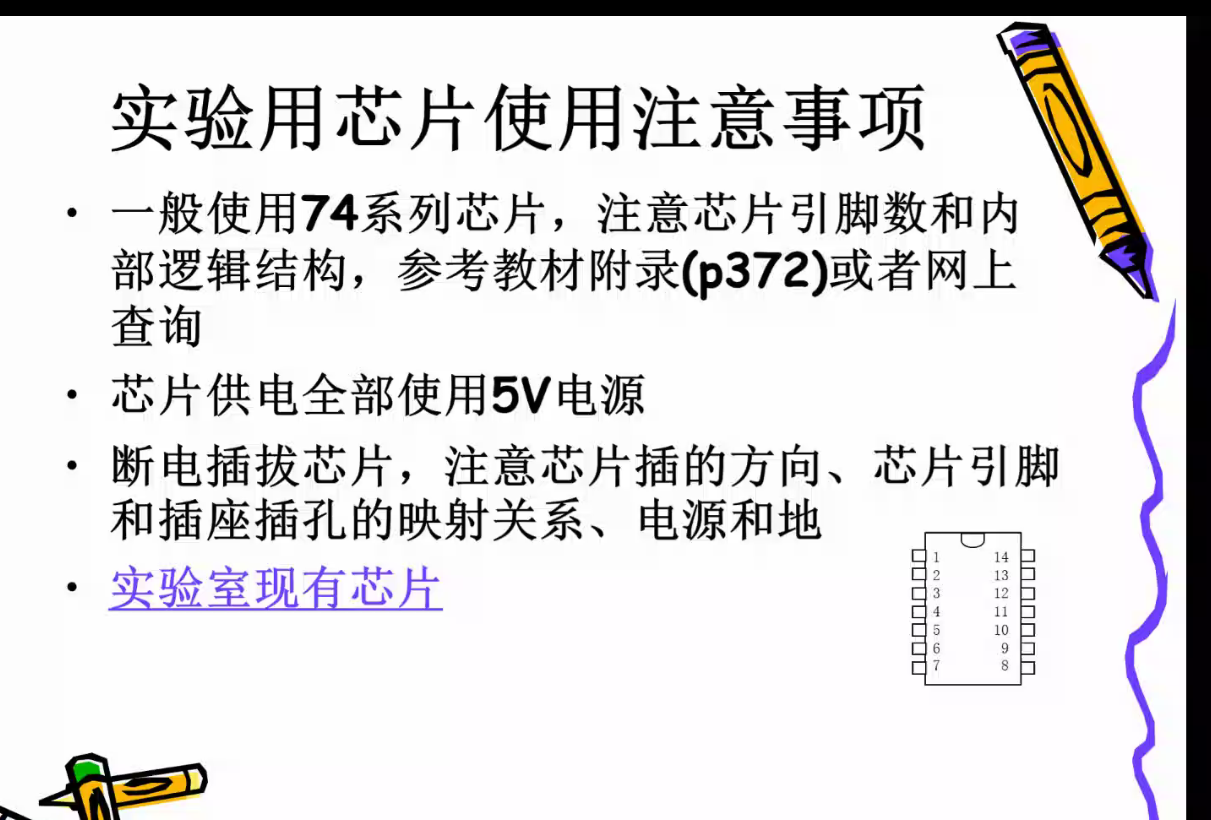 实验用芯片使用注意事项
• 一般使用74系列芯片，注意芯片引脚数和内
部逻辑结构，参考教材附录(p372)或者网上
查询
• 芯片供电全部使用5V电源
• 断电插拔芯片，注意芯片插的方向、芯片引脚
和插座插孔的映射关系、电源和地
• 实验室现有芯片
1 14
2 13
3 12
4 11
5 10
6 9
7 8